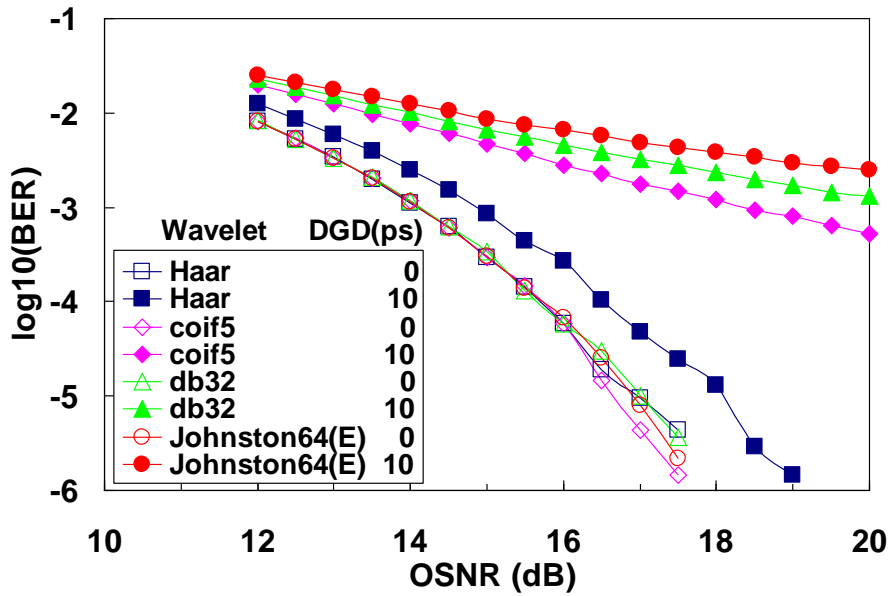 -1
-2
-3
-4
-5
-6
log10(BER)
Wavelet DGD(ps)
Haar 0
Haar 10
coif5 0
coif5 10
db32 0
db32 10
Johnston64(E) 0
Johnston64(E) 10
10 12 14 16 18 20
OSNR (dB)